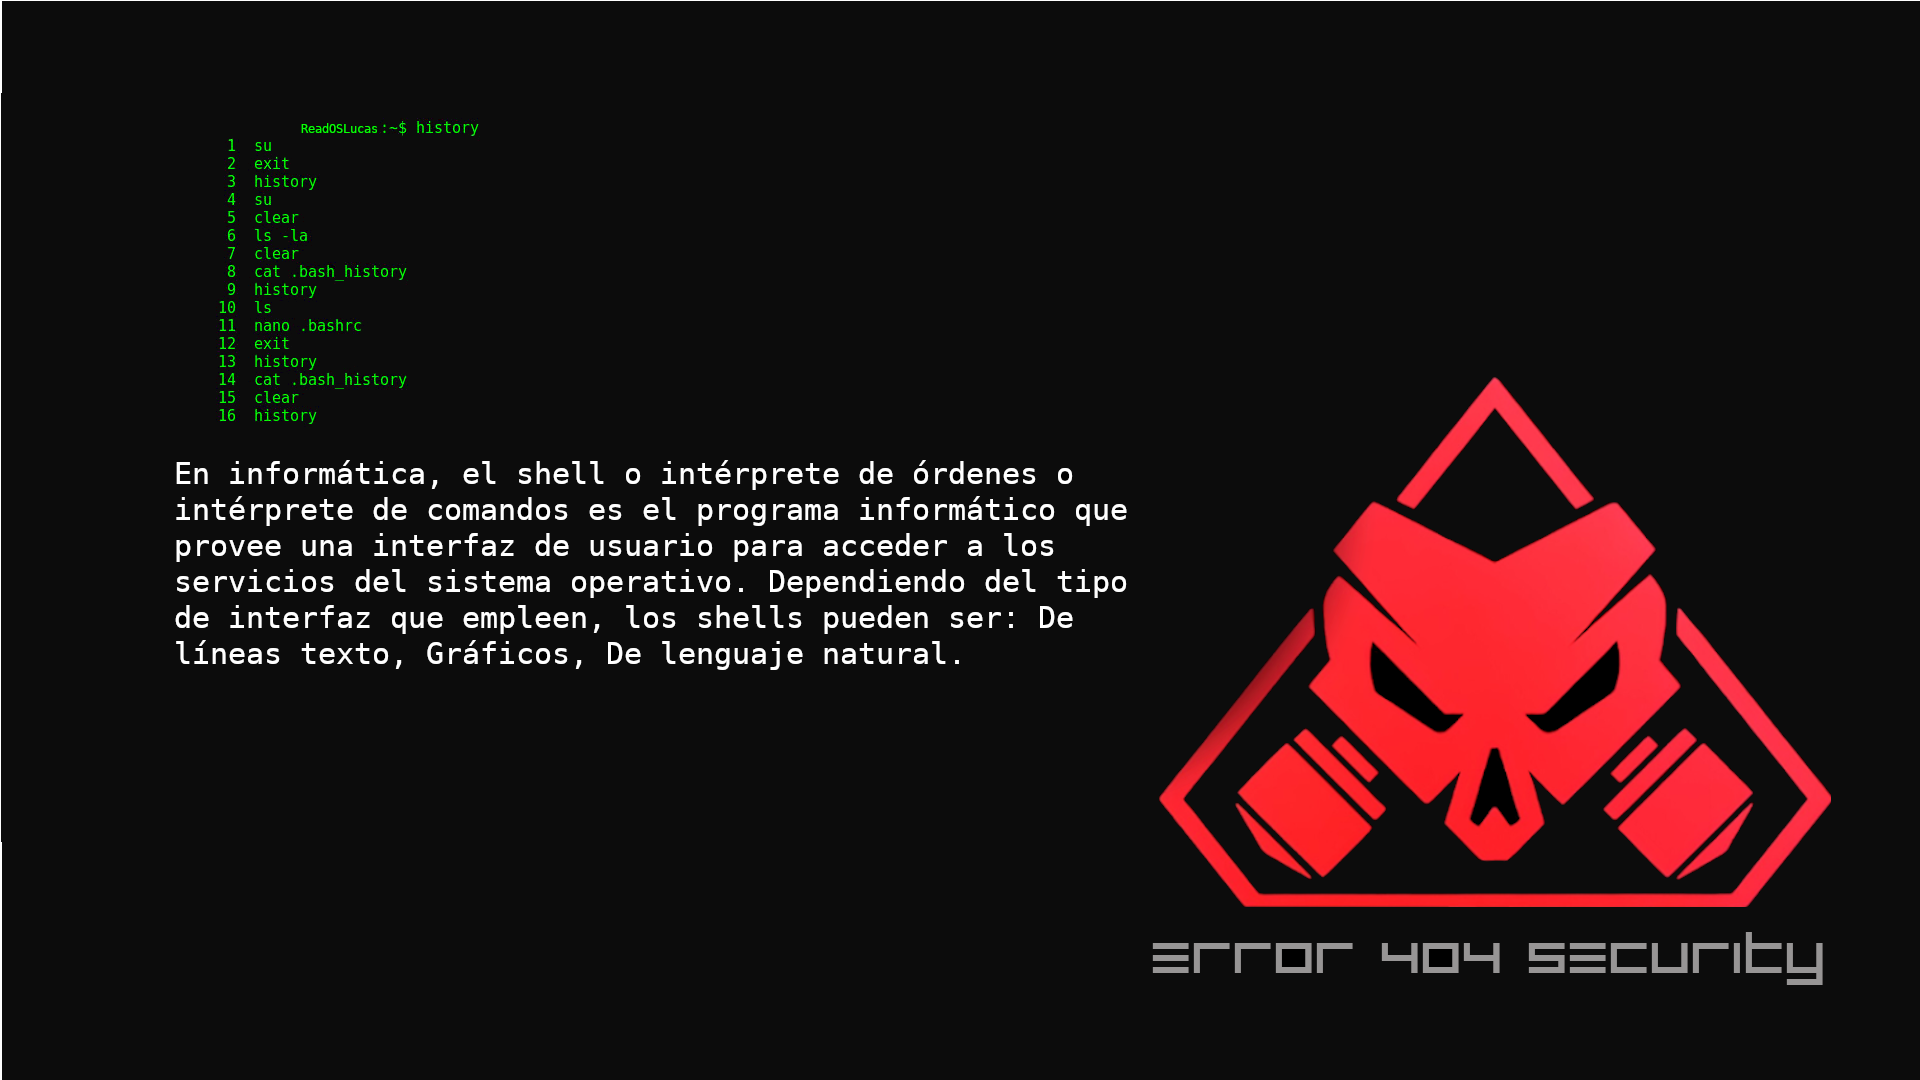 ReadOSLucas:~$ history
1 su
2 exit
3 history
4 su
5 clear
6 ls -la
7 clear
8 cat .bash_history
9 history
10 ls
11 nano .bashrc
12 exit
13 history
14 cat .bash_history
15 clear
16 history
En informática, el shell o intérprete de órdenes o
intérprete de comandos es el programa informático que
provee una interfaz de usuario para acceder a los
servicios del sistema operativo. Dependiendo del tipo
de interfaz que empleen, los shells pueden ser: De
líneas texto, Gráficos, De lenguaje natural.
Error 404 Security